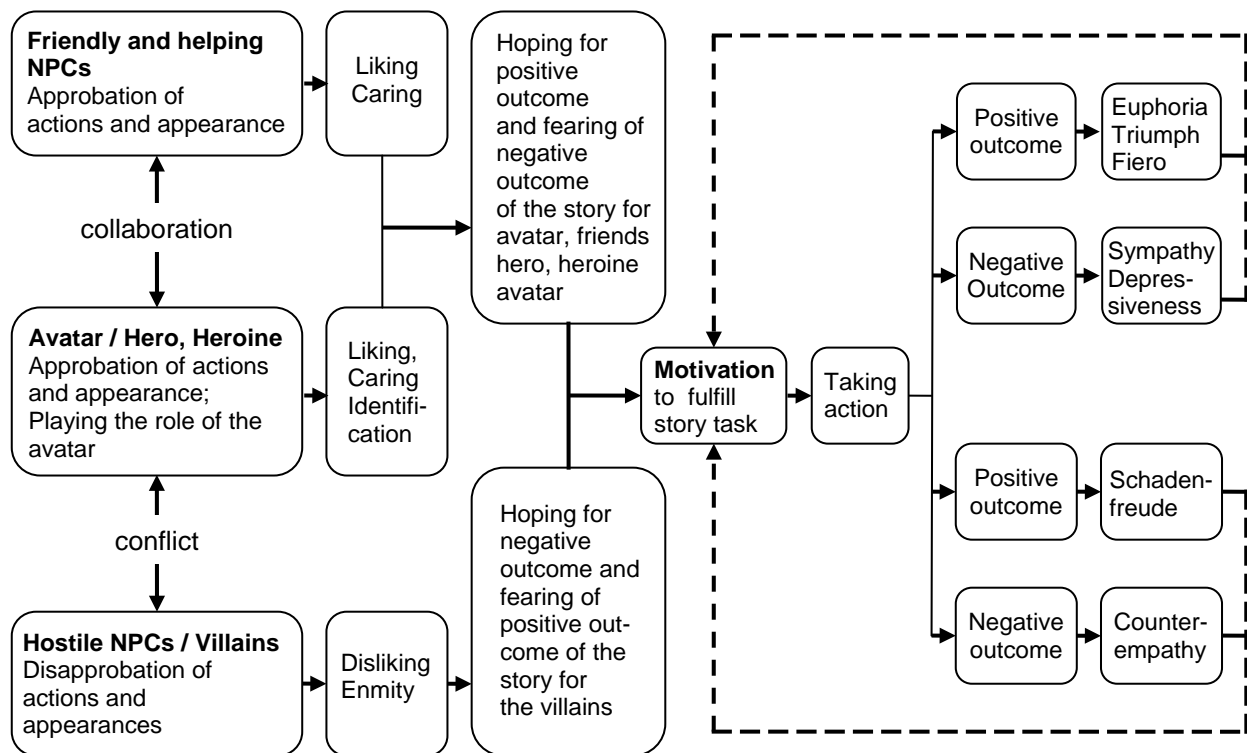 Friendly and helping
NPCs
Approbation of
actions and appearance
Liking
Caring
Hoping for
positive
outcome
and fearing of
negative
outcome
of the story for
avatar, friends
hero, heroine
avatar
collaboration
Avatar / Hero, Heroine
Approbation of actions
and appearance;
Playing the role of the
avatar
Liking,
Caring
Identifi-
cation
conflict
Hostile NPCs / Villains
Disapprobation of
actions and
appearances
Disliking
Enmity
Hoping for
negative
outcome and
fearing of
positive out-
come of the
story for
the villains
Motivation
to fulfill
story task
Taking
action
Positive
outcome
Euphoria
Triumph
Fiero
Negative
Outcome
Sympathy
Depres-
siveness
Positive
outcome
Schaden-
freude
Negative
outcome
Counter-
empathy